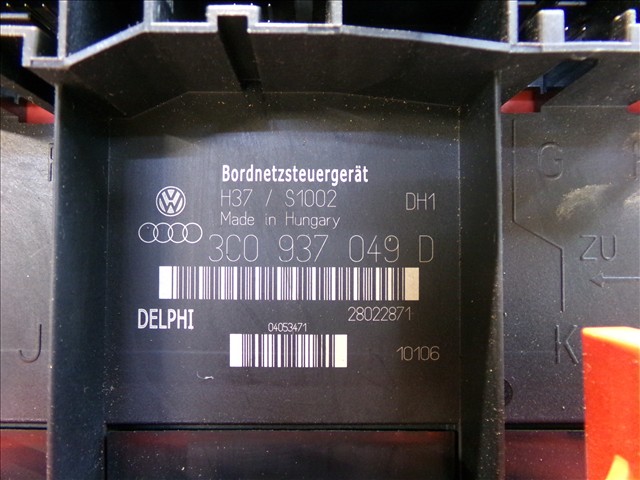 Bordnetzsteuergerät
H37 / S1002 DH1
Made in Hungary
3C0 937 049 D
DELPHI 28022871
04053471
10106
G
ZU
J K